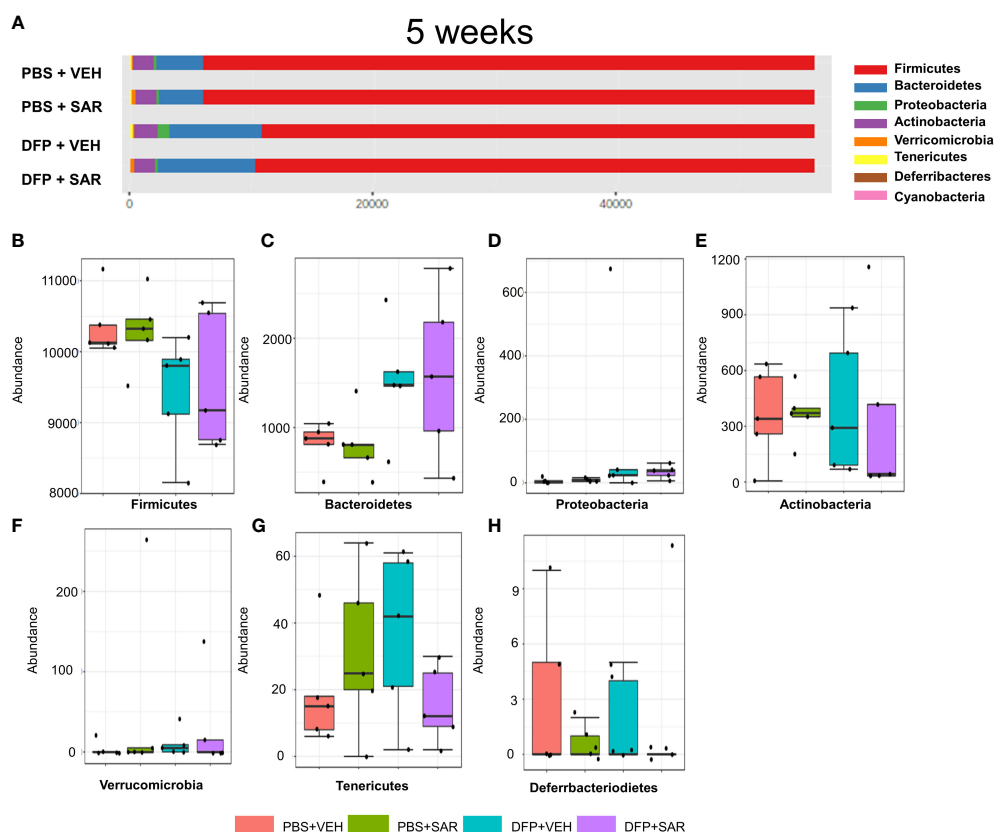 A
5 weeks
PBS + VEH
PBS + SAR
DFP + VEH
DFP + SAR
0
20000
40000
Firmicutes
Bacteroidetes
Proteobacteria
Actinobacteria
Verricomicrobia
Tenericutes
Deferribacteres
Cyanobacteria
B
Abundance
11000
10000
9000
8000
Firmicutes
C
Abundance
2000
1000
Bacteroidetes
D
Abundance
600
400
200
0
Proteobacteria
E
Abundance
1200
900
600
300
0
Actinobacteria
F
Abundance
200
100
0
Verrucomicrobia
G
Abundance
60
40
20
0
Tenericutes
H
Abundance
9
6
3
0
Deferrbacteriodietes
PBS+VEH
PBS+SAR
DFP+VEH
DFP+SAR